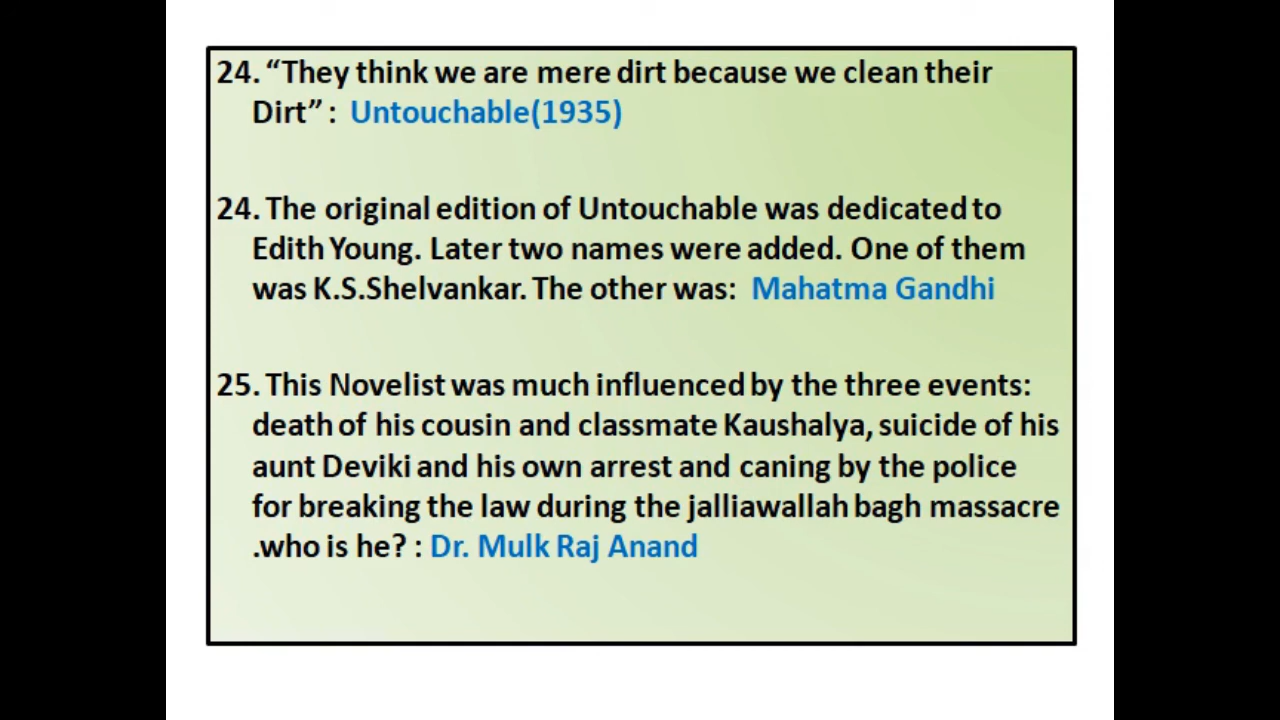 24. “They think we are mere dirt because we clean their
Dirt” : Untouchable(1935)
24. The original edition of Untouchable was dedicated to
Edith Young. Later two names were added. One of them
was K.S.Shelvankar. The other was: Mahatma Gandhi
25. This Novelist was much influenced by the three events:
death of his cousin and classmate Kaushalya, suicide of his
aunt Deviki and his own arrest and caning by the police
for breaking the law during the jalliawallah bagh massacre
.who is he? : Dr. Mulk Raj Anand